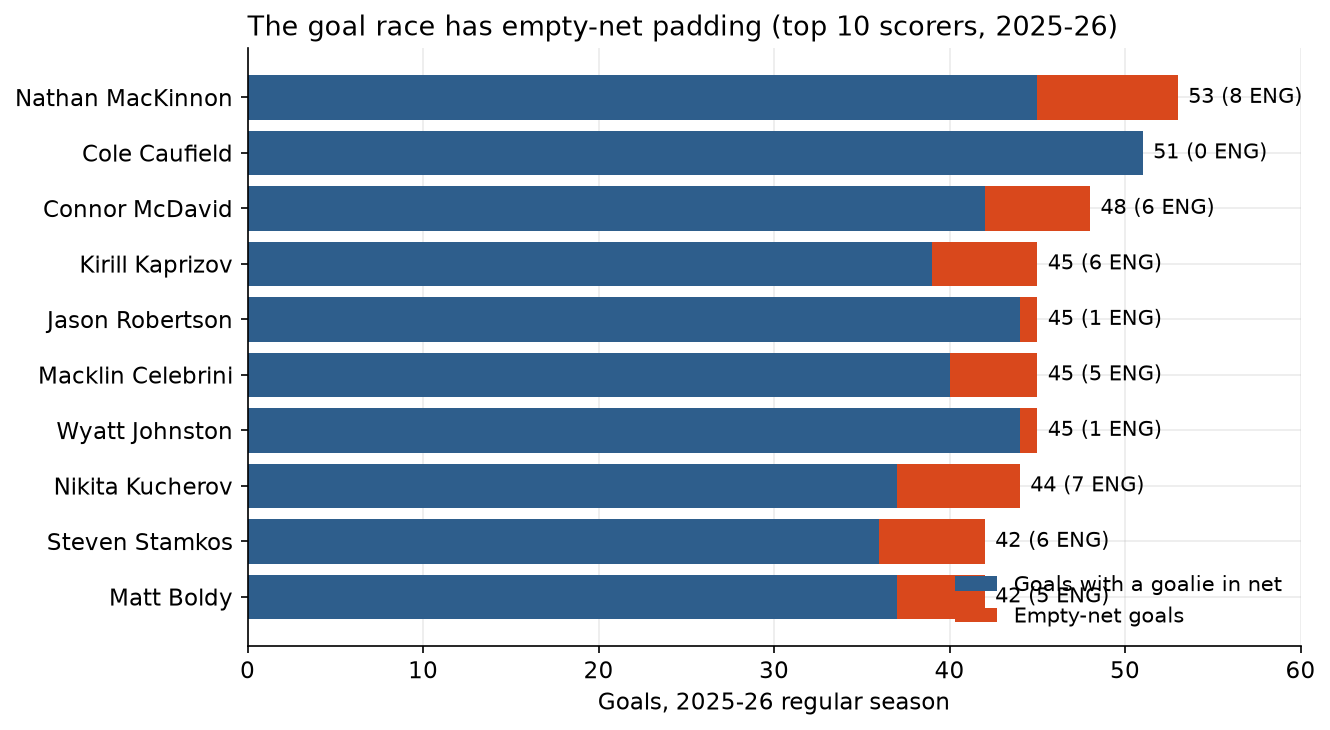 The goal race has empty-net padding (top 10 scorers, 2025-26)
Nathan MacKinnon 53 (8 ENG)
Cole Caufield 51 (0 ENG)
Connor McDavid 48 (6 ENG)
Kirill Kaprizov 45 (6 ENG)
Jason Robertson 45 (1 ENG)
Macklin Celebrini 45 (5 ENG)
Wyatt Johnston 45 (1 ENG)
Nikita Kucherov 44 (7 ENG)
Steven Stamkos 42 (6 ENG)
Matt Boldy 42 (5 ENG)
Goals with a goalie in net
Empty-net goals
0 10 20 30 40 50 60
Goals, 2025-26 regular season